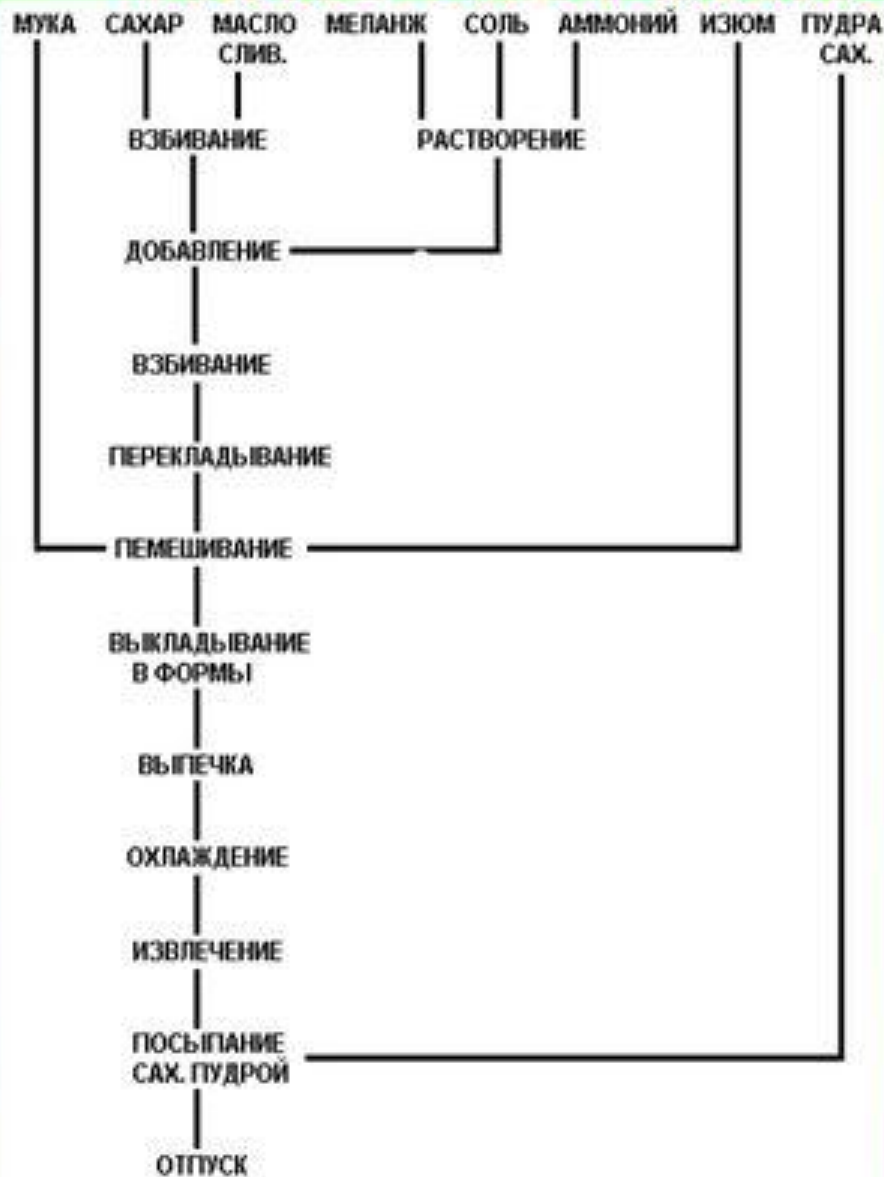 МУКА САХАР МАСЛО МЕЛАНЖ СОЛЬ АММОНИЙ ИЗЮМ ПУДРА
СЛИВ. САХ.
ВЗБИВАНИЕ РАСТВОРЕНИЕ
ДОБАВЛЕНИЕ
ВЗБИВАНИЕ
ПЕРЕКЛАДЫВАНИЕ
ПЕМЕШИВАНИЕ
ВЫКЛАДЫВАНИЕ
В ФОРМЫ
ВЫПЕЧКА
ОХЛАЖДЕНИЕ
ИЗВЛЕЧЕНИЕ
ПОСЫПАНИЕ
САХ. ПУДРОЙ
ОТПУСК